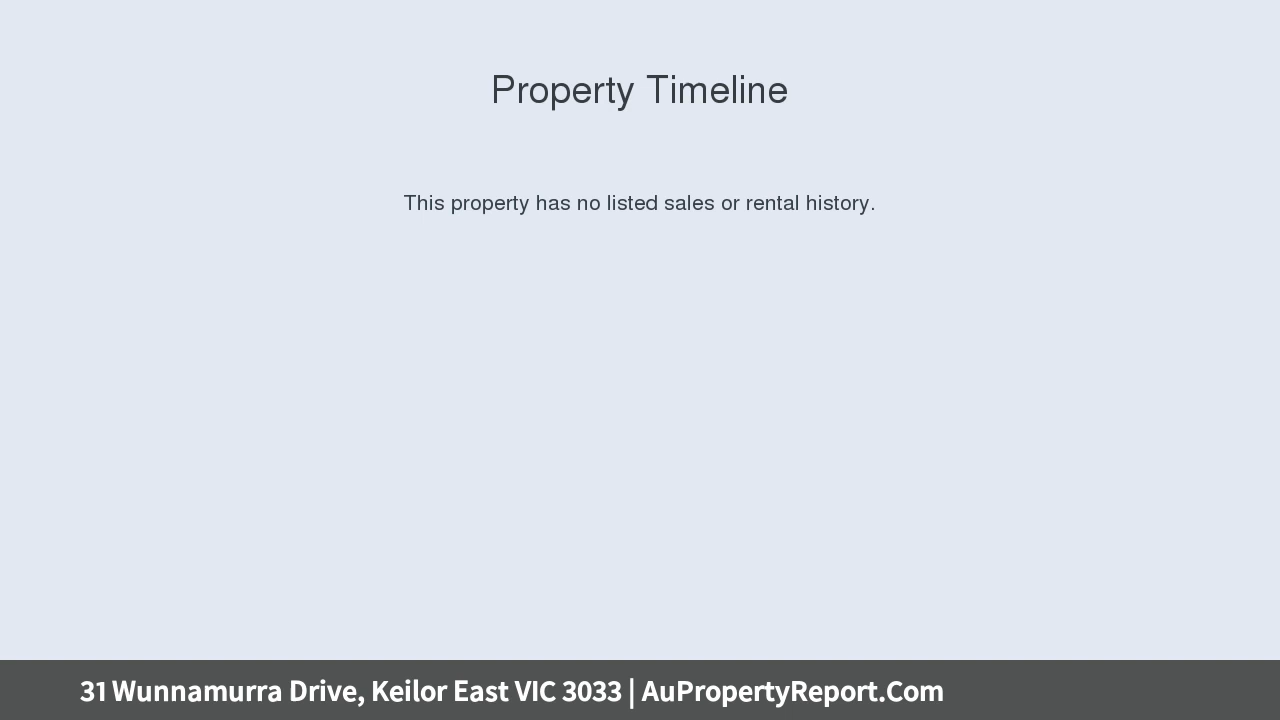 Property Timeline
This property has no listed sales or rental history.
31 Wunnamurra Drive, Keilor East VIC 3033 | AuPropertyReport.Com